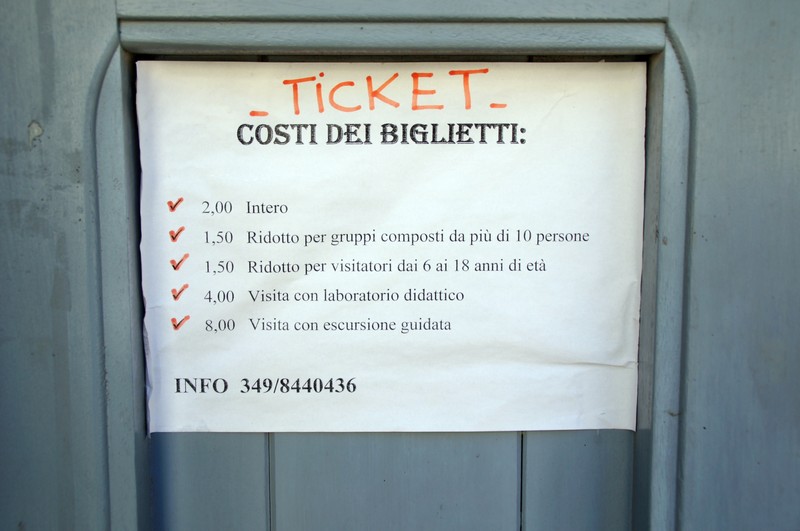 _TiCKET_
COSTI DEI BIGLIETTI:
2,00 Intero
1,50 Ridotto per gruppi composti da più di 10 persone
1,50 Ridotto per visitatori dai 6 ai 18 anni di età
4,00 Visita con laboratorio didattico
8,00 Visita con escursione guidata
INFO 349/8440436